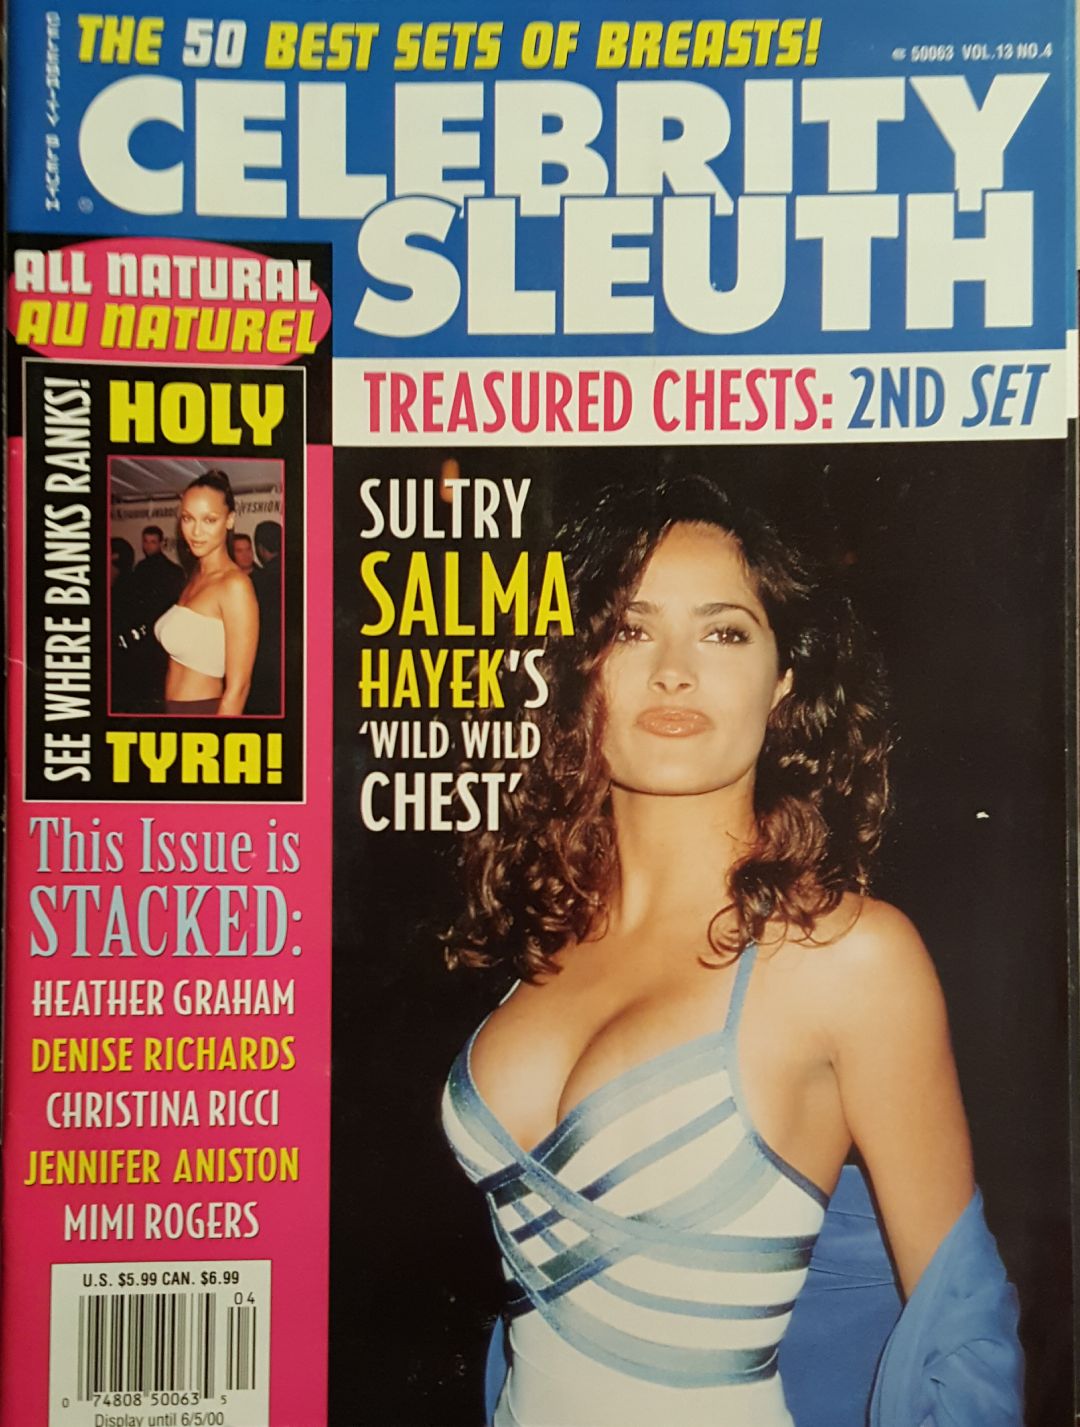 THE 50 BEST SETS OF BREASTS!
50063 VOL.13 NO.4
CELEBRITY SLEUTH
CELEBRITY
SLEUTH
ALL NATURAL
AU NATUREL
TREASURED CHESTS: 2ND SET
SEE WHERE BANKS RANKS!
HOLY
FASHION
TYRA!
SULTRY
SALMA
HAYEK'S
'WILD WILD
CHEST'
This Issue is
STACKED:
HEATHER GRAHAM
DENISE RICHARDS
CHRISTINA RICCI
JENNIFER ANISTON
MIMI ROGERS
U.S. $5.99 CAN. $6.99
04
0 74808 50063 5
Display until 6/5/00